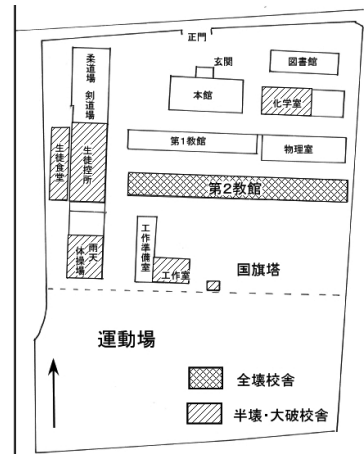 正門
玄関
図書館
柔道場 剣道場
本館
化学室
生徒食堂
生徒控所
第1教館
物理室
第2教館
雨天
体操場
工作準備室
工作室
国旗塔
運動場
全壊校舎
半壊・大破校舎